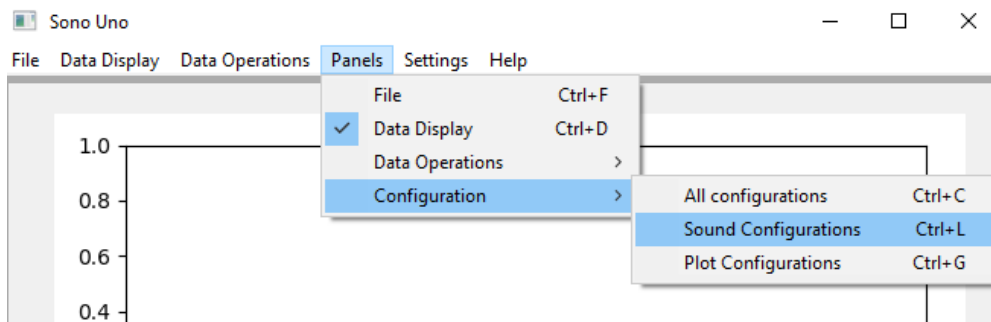 Sono Uno
File Data Display Data Operations Panels Settings Help
File Ctrl+F
Data Display Ctrl+D
Data Operations
Configuration
All configurations Ctrl+C
Sound Configurations Ctrl+L
Plot Configurations Ctrl+G
1.0
0.8
0.6
0.4